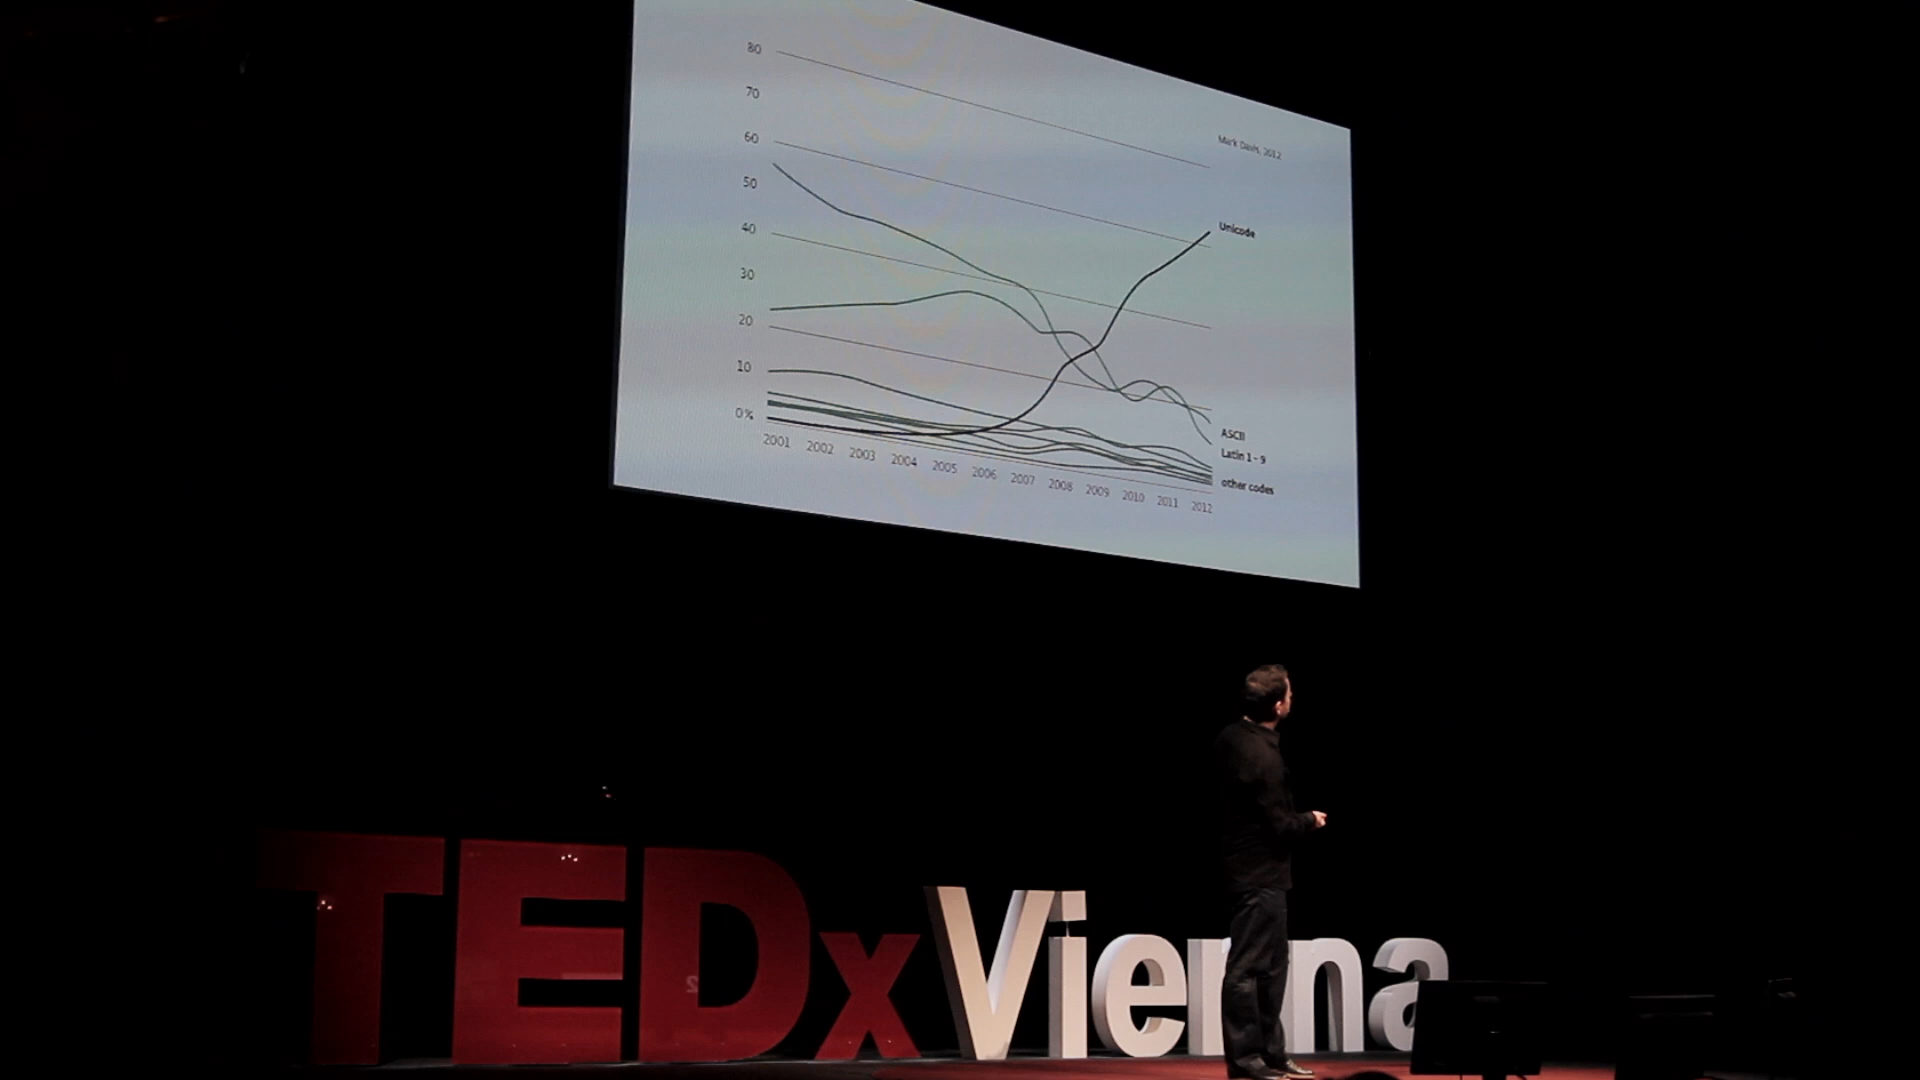 80
70
60
50
40
30
20
10
0%
2001 2002 2003 2004 2005 2006 2007 2008 2009 2010 2011 2012
Mark Davis, 2012
Unicode
ASCII
Latin 1 - 9
other codes
TEDxVienna